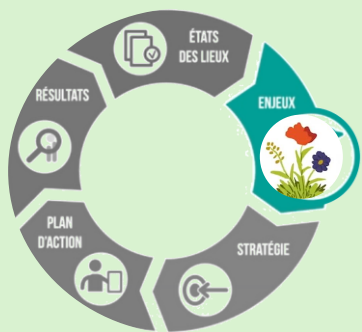 ÉTATS
DES LIEUX
ENJEUX
STRATÉGIE
PLAN
D'ACTION
RÉSULTATS